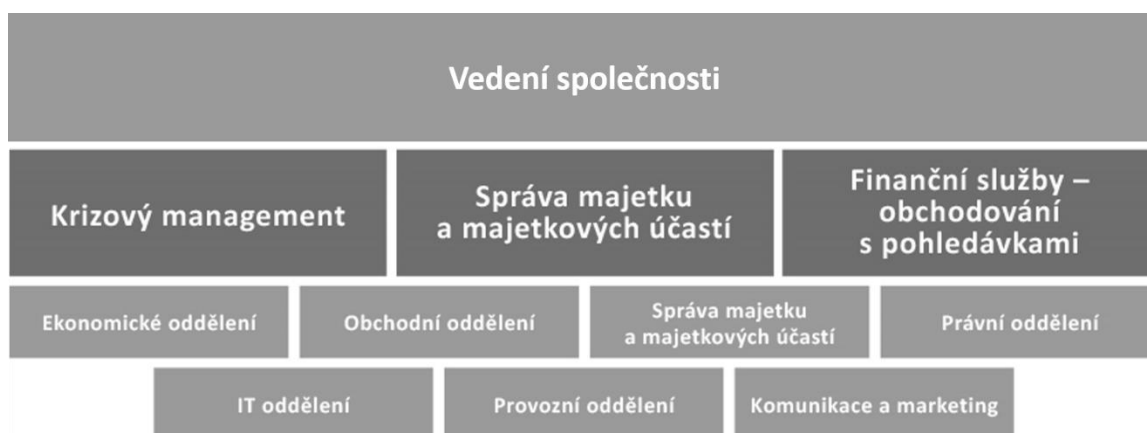 Vedení společnosti
Krizový management
Správa majetku
a majetkových účastí
Finanční služby –
obchodování
s pohledávkami
Ekonomické oddělení
Obchodní oddělení
Správa majetku
a majetkových účastí
Právní oddělení
IT oddělení
Provozní oddělení
Komunikace a marketing